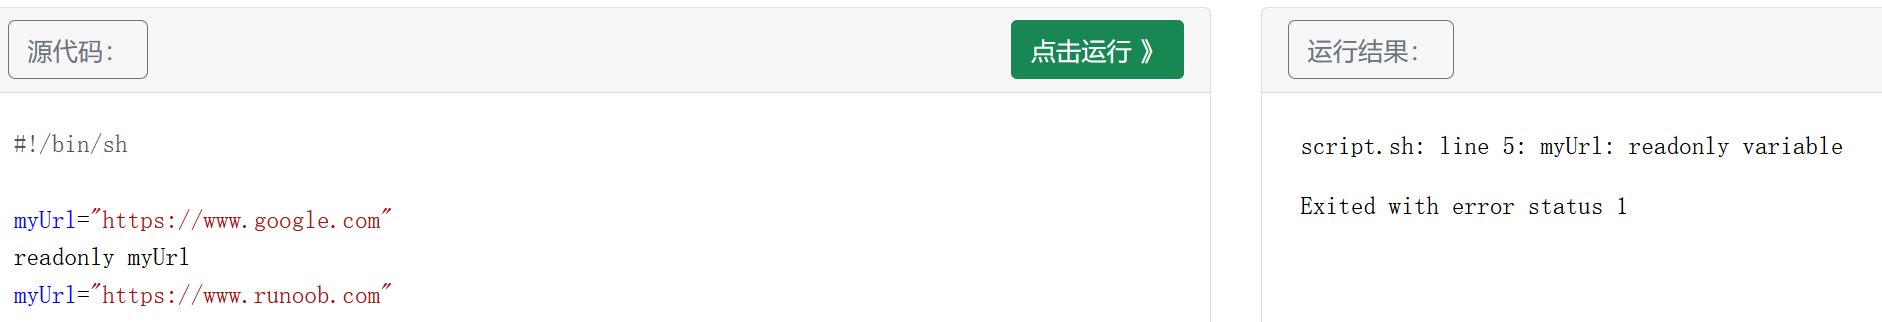 源代码：
点击运行 》
#!/bin/sh
myUrl="https://www.google.com"
readonly myUrl
myUrl="https://www.runoob.com"
运行结果：
script.sh: line 5: myUrl: readonly variable
Exited with error status 1